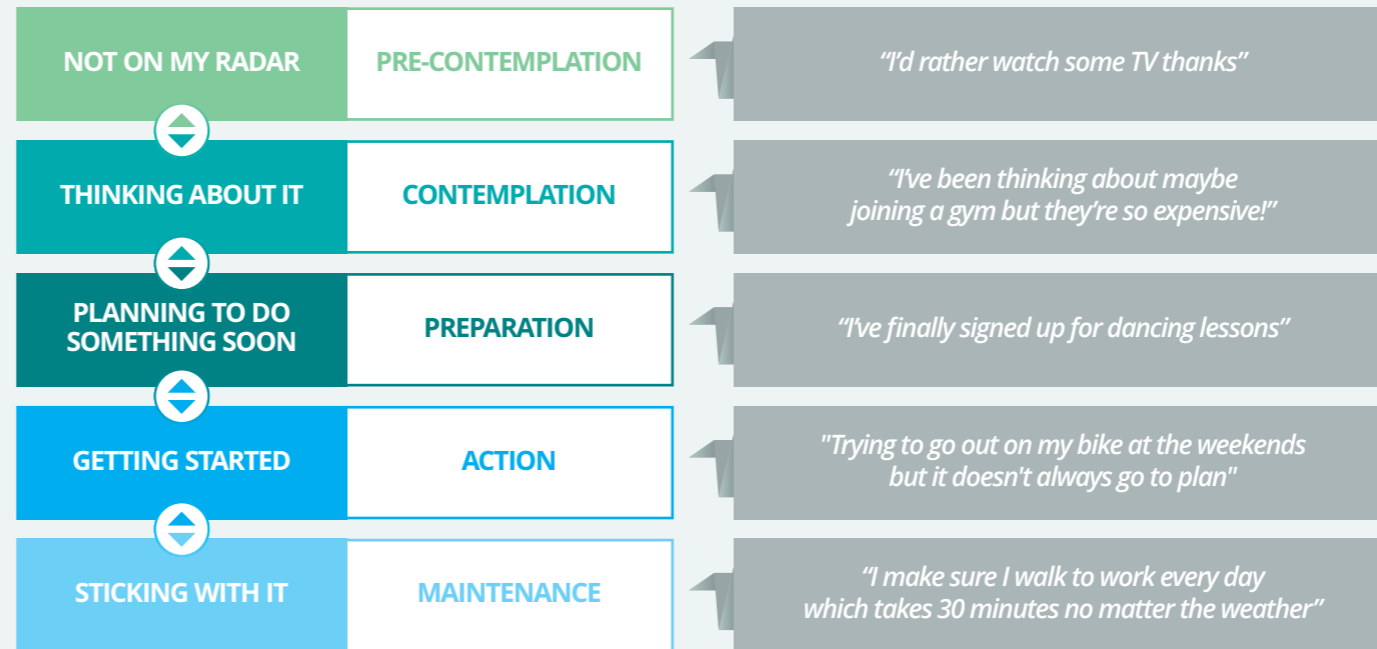 NOT ON MY RADAR
PRE-CONTEMPLATION
“I’d rather watch some TV thanks”
THINKING ABOUT IT
CONTEMPLATION
“I’ve been thinking about maybe
joining a gym but they’re so expensive!”
PLANNING TO DO
SOMETHING SOON
PREPARATION
“I’ve finally signed up for dancing lessons”
GETTING STARTED
ACTION
"Trying to go out on my bike at the weekends
but it doesn't always go to plan"
STICKING WITH IT
MAINTENANCE
“I make sure I walk to work every day
which takes 30 minutes no matter the weather”